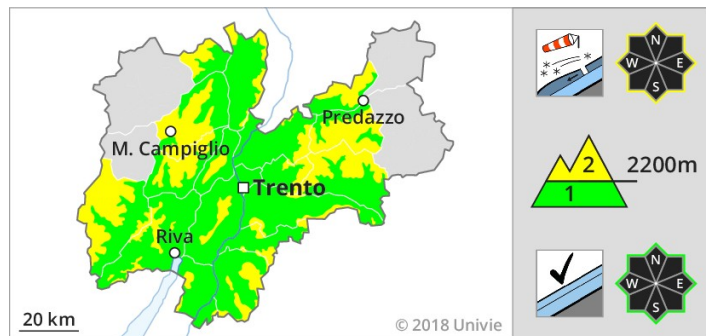 Predazzo
M. Campiglio
Trento
Riva
20 km
© 2018 Univie
N
W E
S
2 2200m
1
N
W E
S